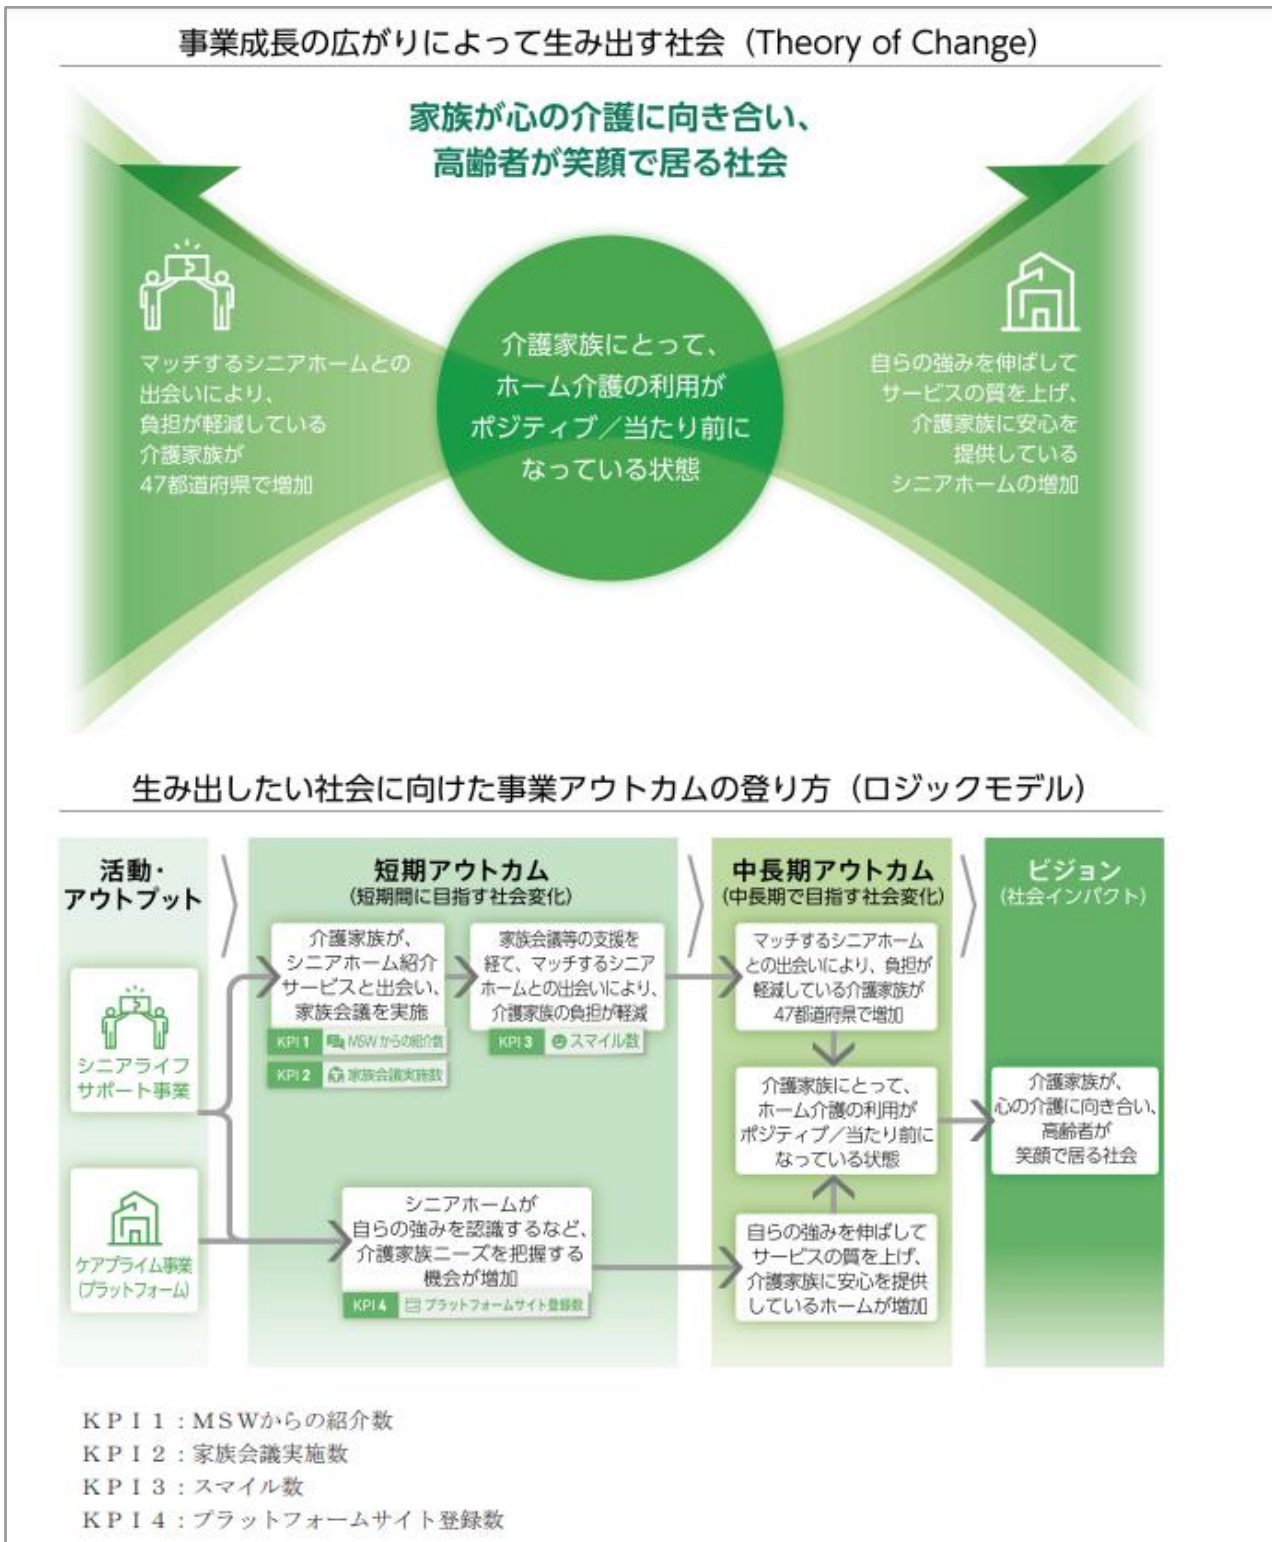 事業成長の広がりによって生み出す社会（Theory of Change）
家族が心の介護に向き合い、
高齢者が笑顔で居る社会
マッチするシニアホームとの
出会いにより、
負担が軽減している
介護家族が
47都道府県で増加
介護家族にとって、
ホーム介護の利用が
ポジティブ／当たり前に
なっている状態
自らの強みを伸ばして
サービスの質を上げ、
介護家族に安心を
提供している
シニアホームの増加
生み出したい社会に向けた事業アウトカムの登り方（ロジックモデル）
活動・
アウトプット
シニアライフ
サポート事業
ケアプライム事業
（プラットフォーム）
短期アウトカム
（短期間に目指す社会変化）
介護家族が、
シニアホーム紹介
サービスと出会い、
家族会議を実施
KPI 1 MSWからの紹介数
KPI 2 家族会議実施数
家族会議等の支援を
経て、マッチするシニア
ホームとの出会いにより、
介護家族の負担が軽減
KPI 3 スマイル数
シニアホームが
自らの強みを認識するなど、
介護家族ニーズを把握する
機会が増加
KPI 4 プラットフォームサイト登録数
中長期アウトカム
（中長期で目指す社会変化）
マッチするシニアホーム
との出会いにより、負担が
軽減している介護家族が
47都道府県で増加
介護家族にとって、
ホーム介護の利用が
ポジティブ／当たり前に
なっている状態
自らの強みを伸ばして
サービスの質を上げ、
介護家族に安心を提供
しているホームが増加
ビジョン
（社会インパクト）
介護家族が、
心の介護に向き合い、
高齢者が
笑顔で居る社会
ＫＰＩ１：ＭＳＷからの紹介数
ＫＰＩ２：家族会議実施数
ＫＰＩ３：スマイル数
ＫＰＩ４：プラットフォームサイト登録数